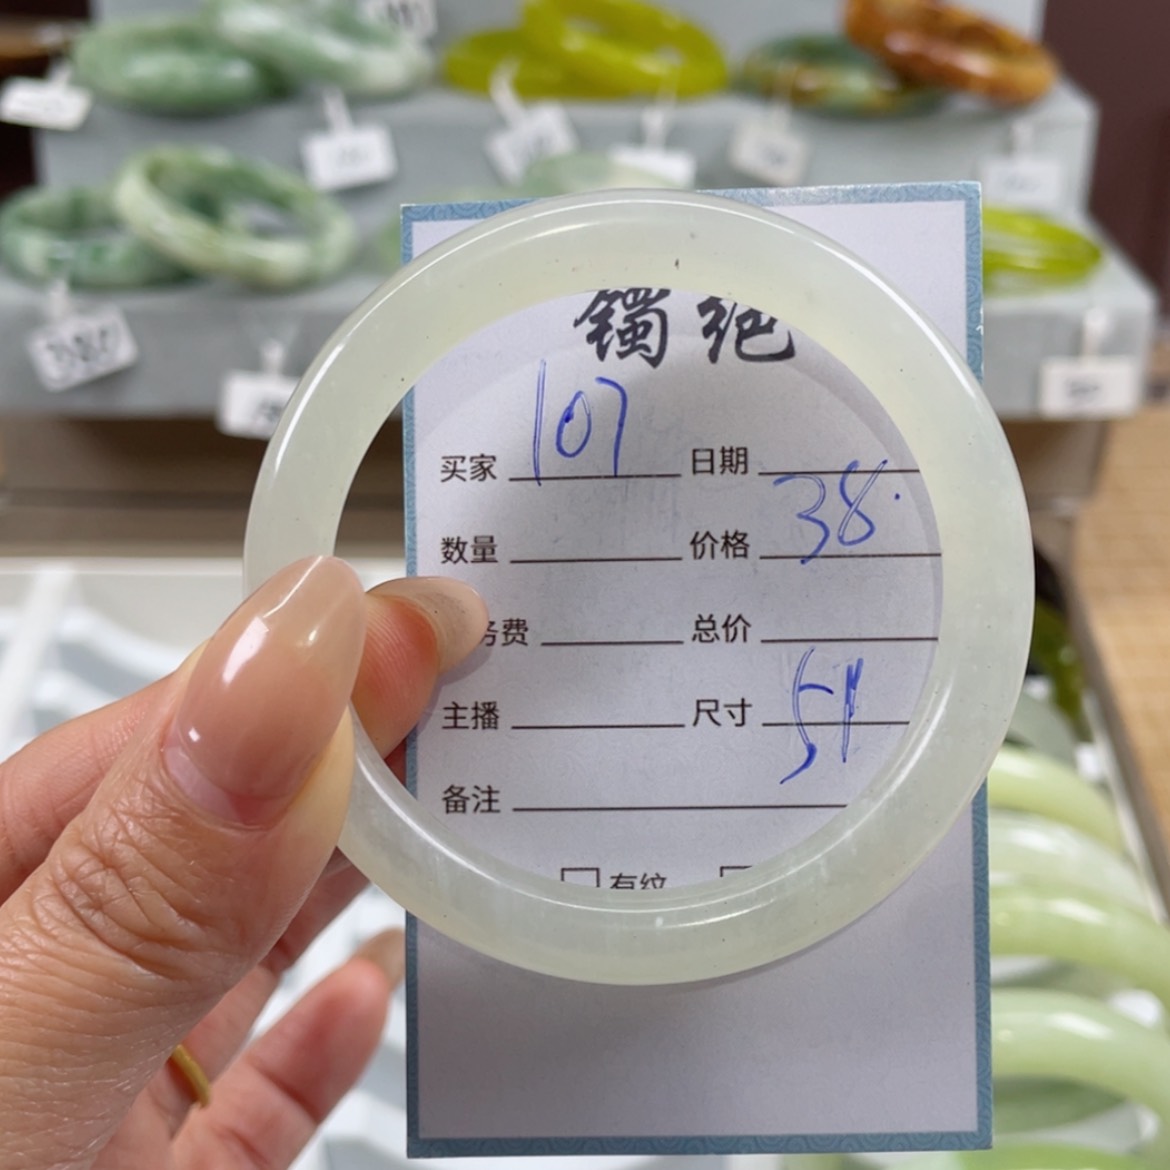 镯绝
107
买家 日期
38.
数量 价格
务费 总价
51
主播 尺寸
备注
有纹